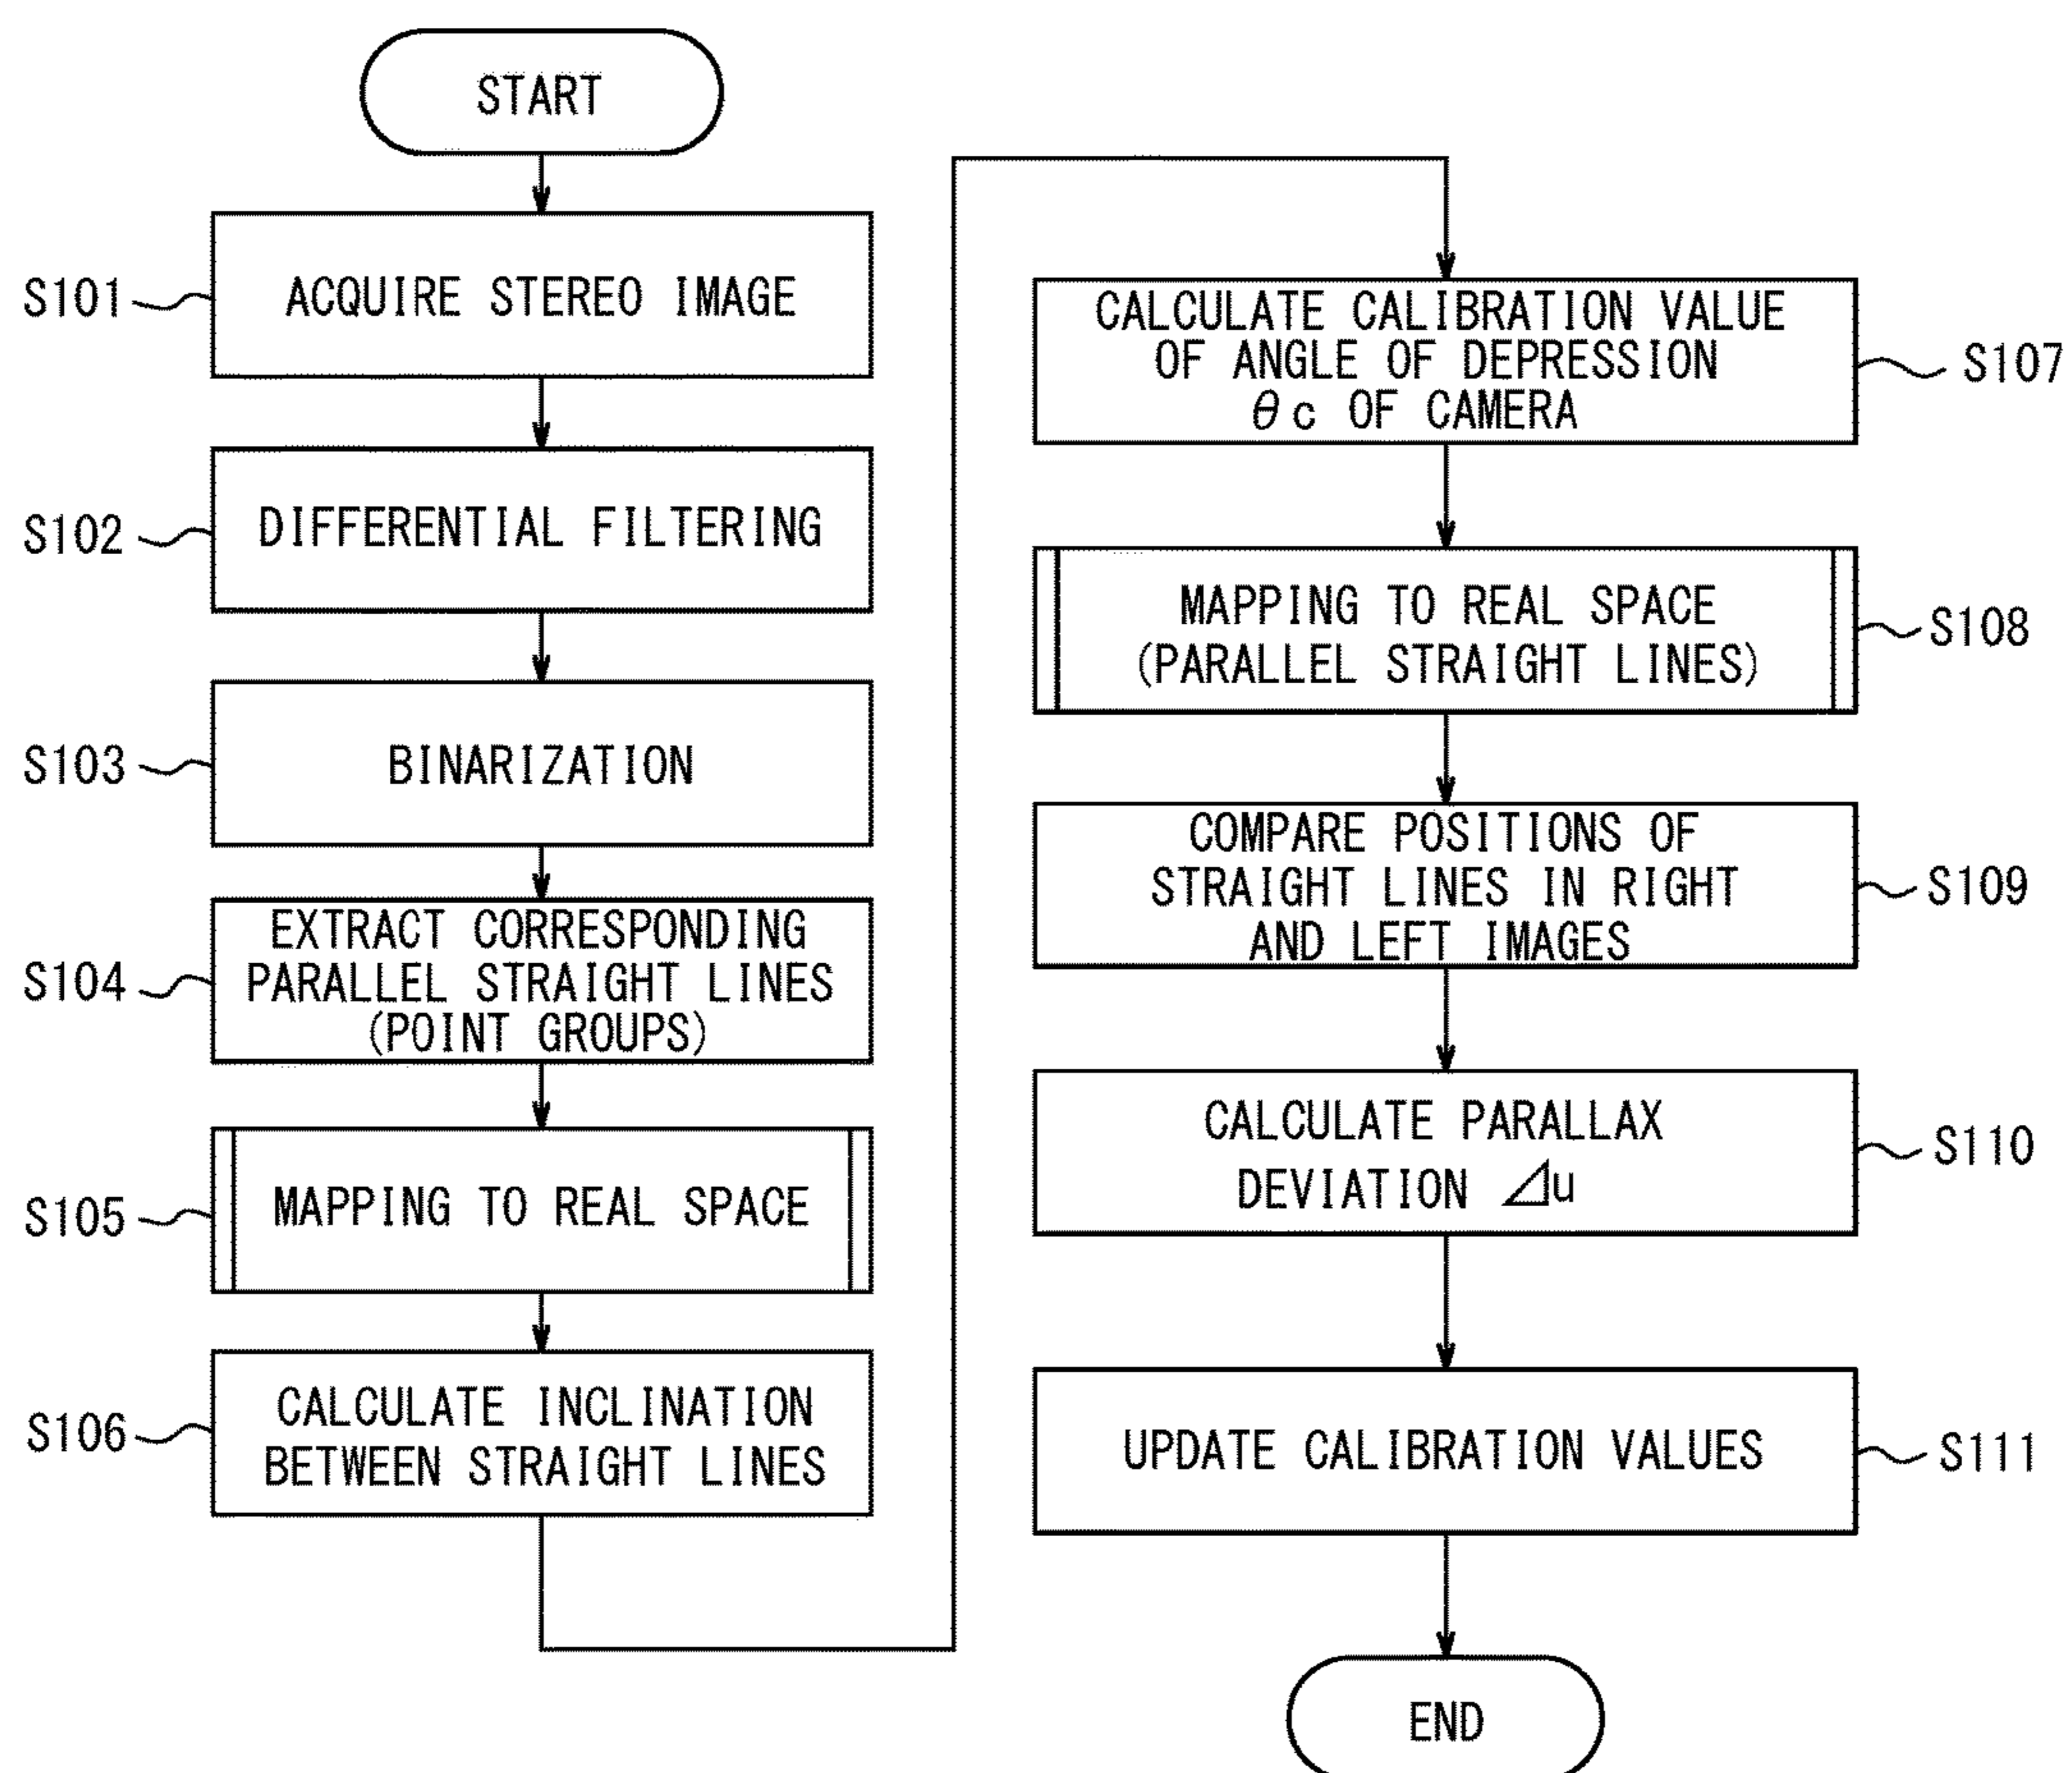 START
S101
ACQUIRE STEREO IMAGE
S102
DIFFERENTIAL FILTERING
S103
BINARIZATION
S104
EXTRACT CORRESPONDING
PARALLEL STRAIGHT LINES
(POINT GROUPS)
S105
MAPPING TO REAL SPACE
S106
CALCULATE INCLINATION
BETWEEN STRAIGHT LINES
CALCULATE CALIBRATION VALUE
OF ANGLE OF DEPRESSION
θc OF CAMERA
S107
MAPPING TO REAL SPACE
(PARALLEL STRAIGHT LINES)
S108
COMPARE POSITIONS OF
STRAIGHT LINES IN RIGHT
AND LEFT IMAGES
S109
CALCULATE PARALLAX
DEVIATION ⊿u
S110
UPDATE CALIBRATION VALUES
S111
END